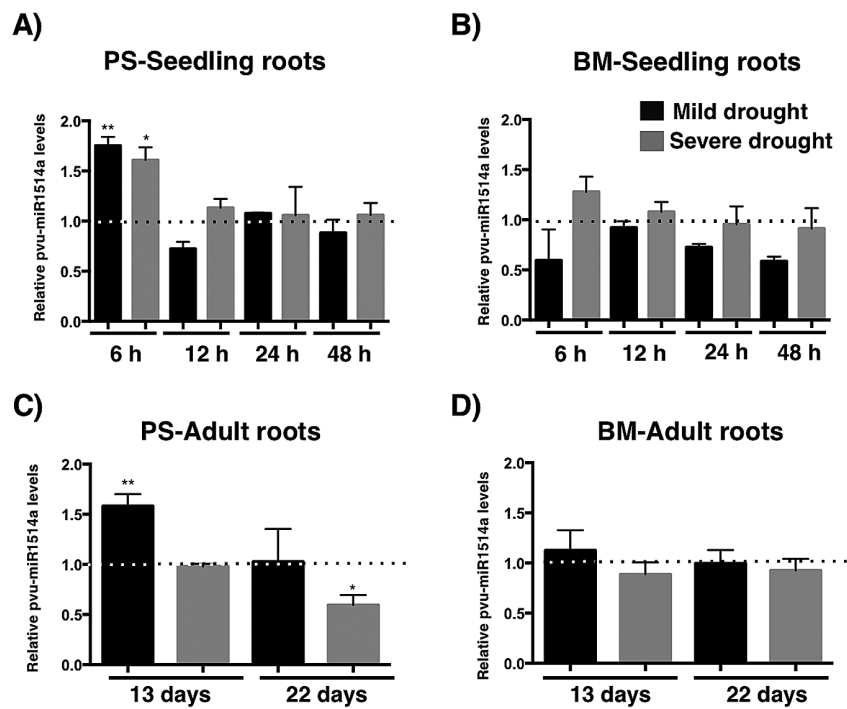 A)
PS-Seedling roots
Relative pvu-miR1514a levels
2.0
1.5
1.0
0.5
0.0
**
*
6 h
12 h
24 h
48 h
B)
BM-Seedling roots
Mild drought
Severe drought
Relative pvu-miR1514a levels
2.0
1.5
1.0
0.5
0.0
6 h
12 h
24 h
48 h
C)
PS-Adult roots
Relative pvu-miR1514a levels
2.0
1.5
1.0
0.5
0.0
**
*
13 days
22 days
D)
BM-Adult roots
Relative pvu-miR1514a levels
2.0
1.5
1.0
0.5
0.0
13 days
22 days